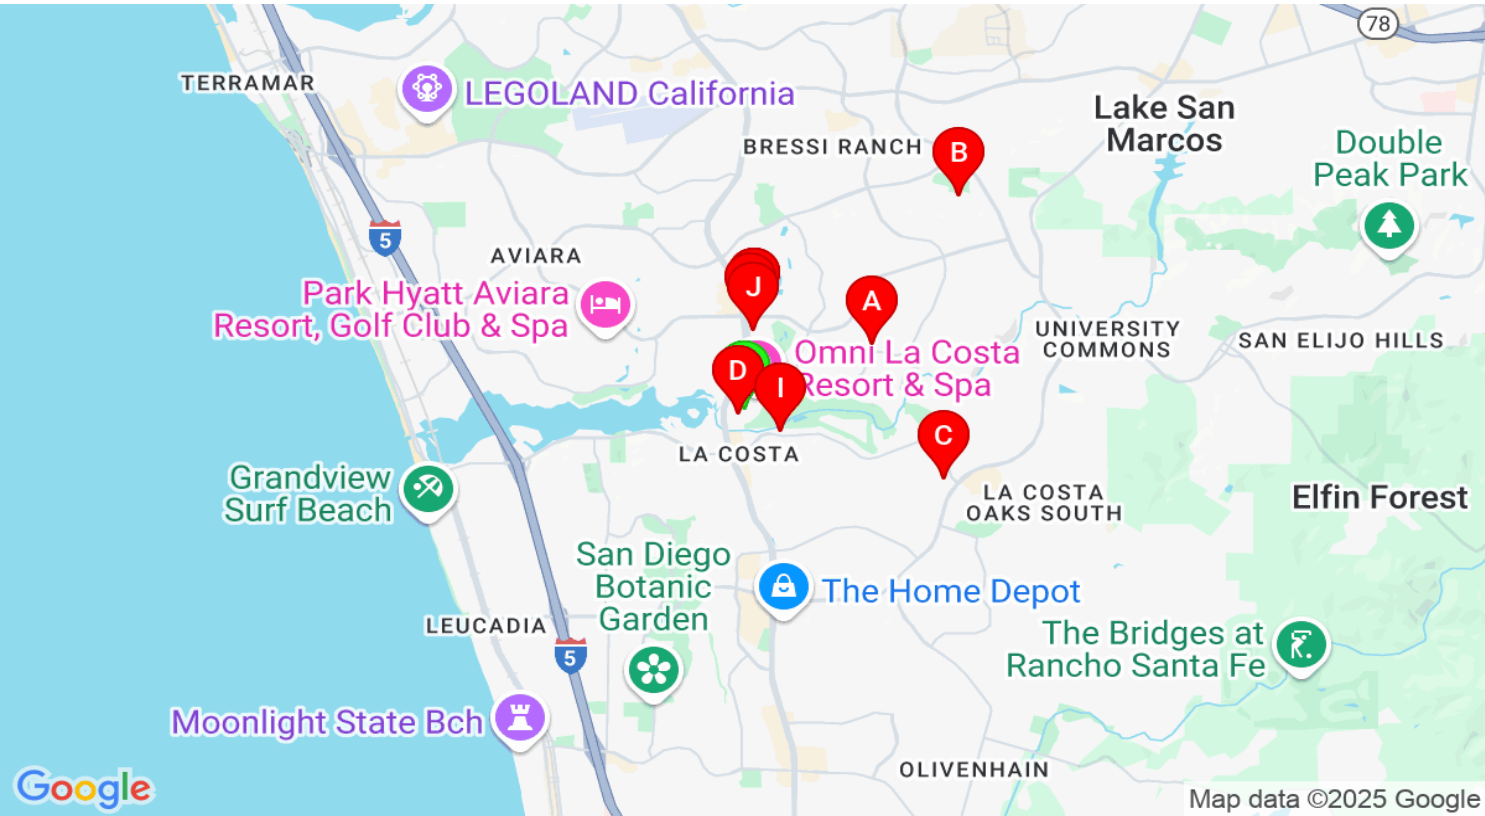 78
TERRAMAR
LEGOLAND California
Lake San
Marcos
BRESSI RANCH
B
Double
Peak Park
5
AVIARA
J
A
Park Hyatt Aviara
Resort, Golf Club & Spa
UNIVERSITY
COMMONS
SAN ELIJO HILLS
Omni La Costa
Resort & Spa
D
I
C
LA COSTA
Grandview
Surf Beach
LA COSTA
OAKS SOUTH
Elfin Forest
San Diego
Botanic
Garden
The Home Depot
LEUCADIA
5
The Bridges at
Rancho Santa Fe
Moonlight State Bch
OLIVENHAIN
Google
Map data ©2025 Google